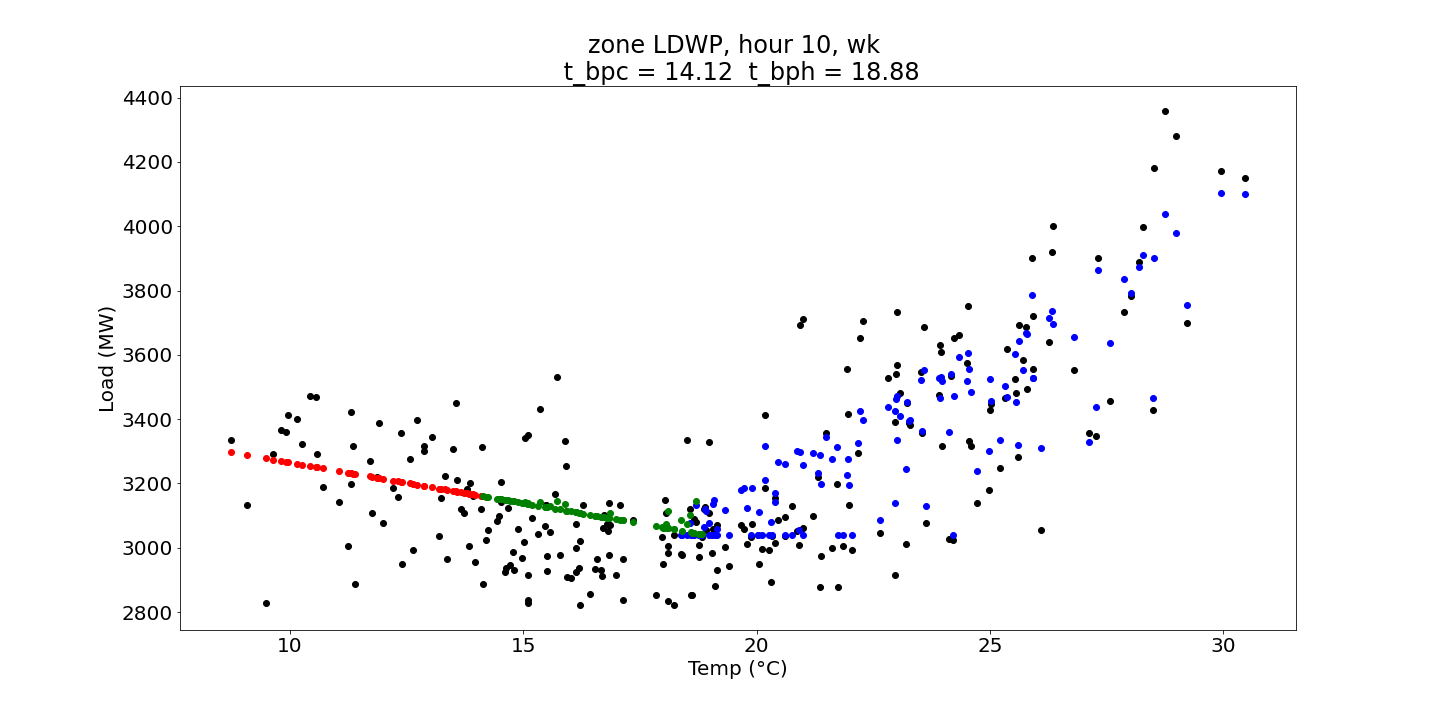 zone LDWP, hour 10, wk
t_bpc = 14.12  t_bph = 18.88
4400
4200
4000
3800
3600
3400
3200
3000
2800
Load (MW)
10 15 20 25 30
Temp (°C)